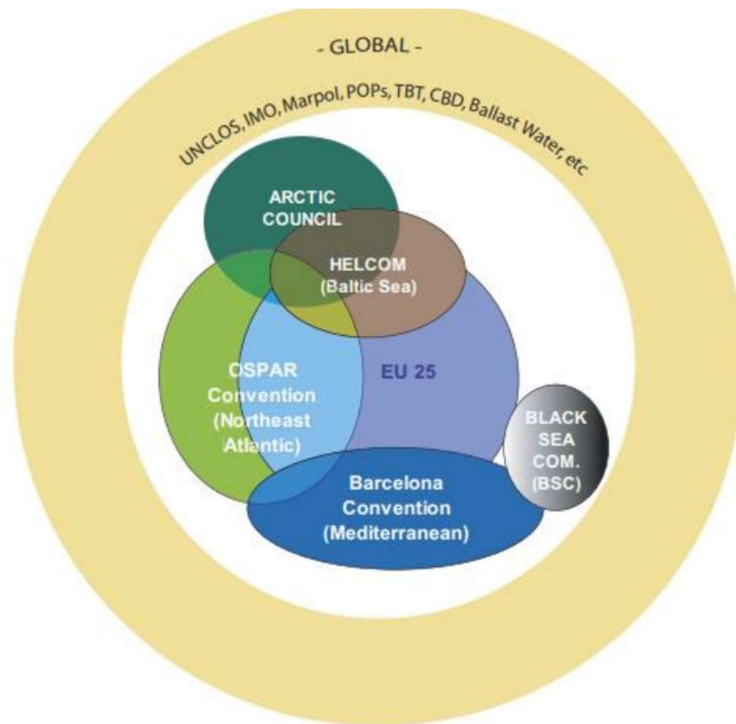 - GLOBAL -
UNCLOS, IMO, Marpol, POPs, TBT, CBD, Ballast Water, etc
ARCTIC
COUNCIL
HELCOM
(Baltic Sea)
OSPAR
Convention
(Northeast
Atlantic)
EU 25
BLACK
SEA
COM.
(BSC)
Barcelona
Convention
(Mediterranean)